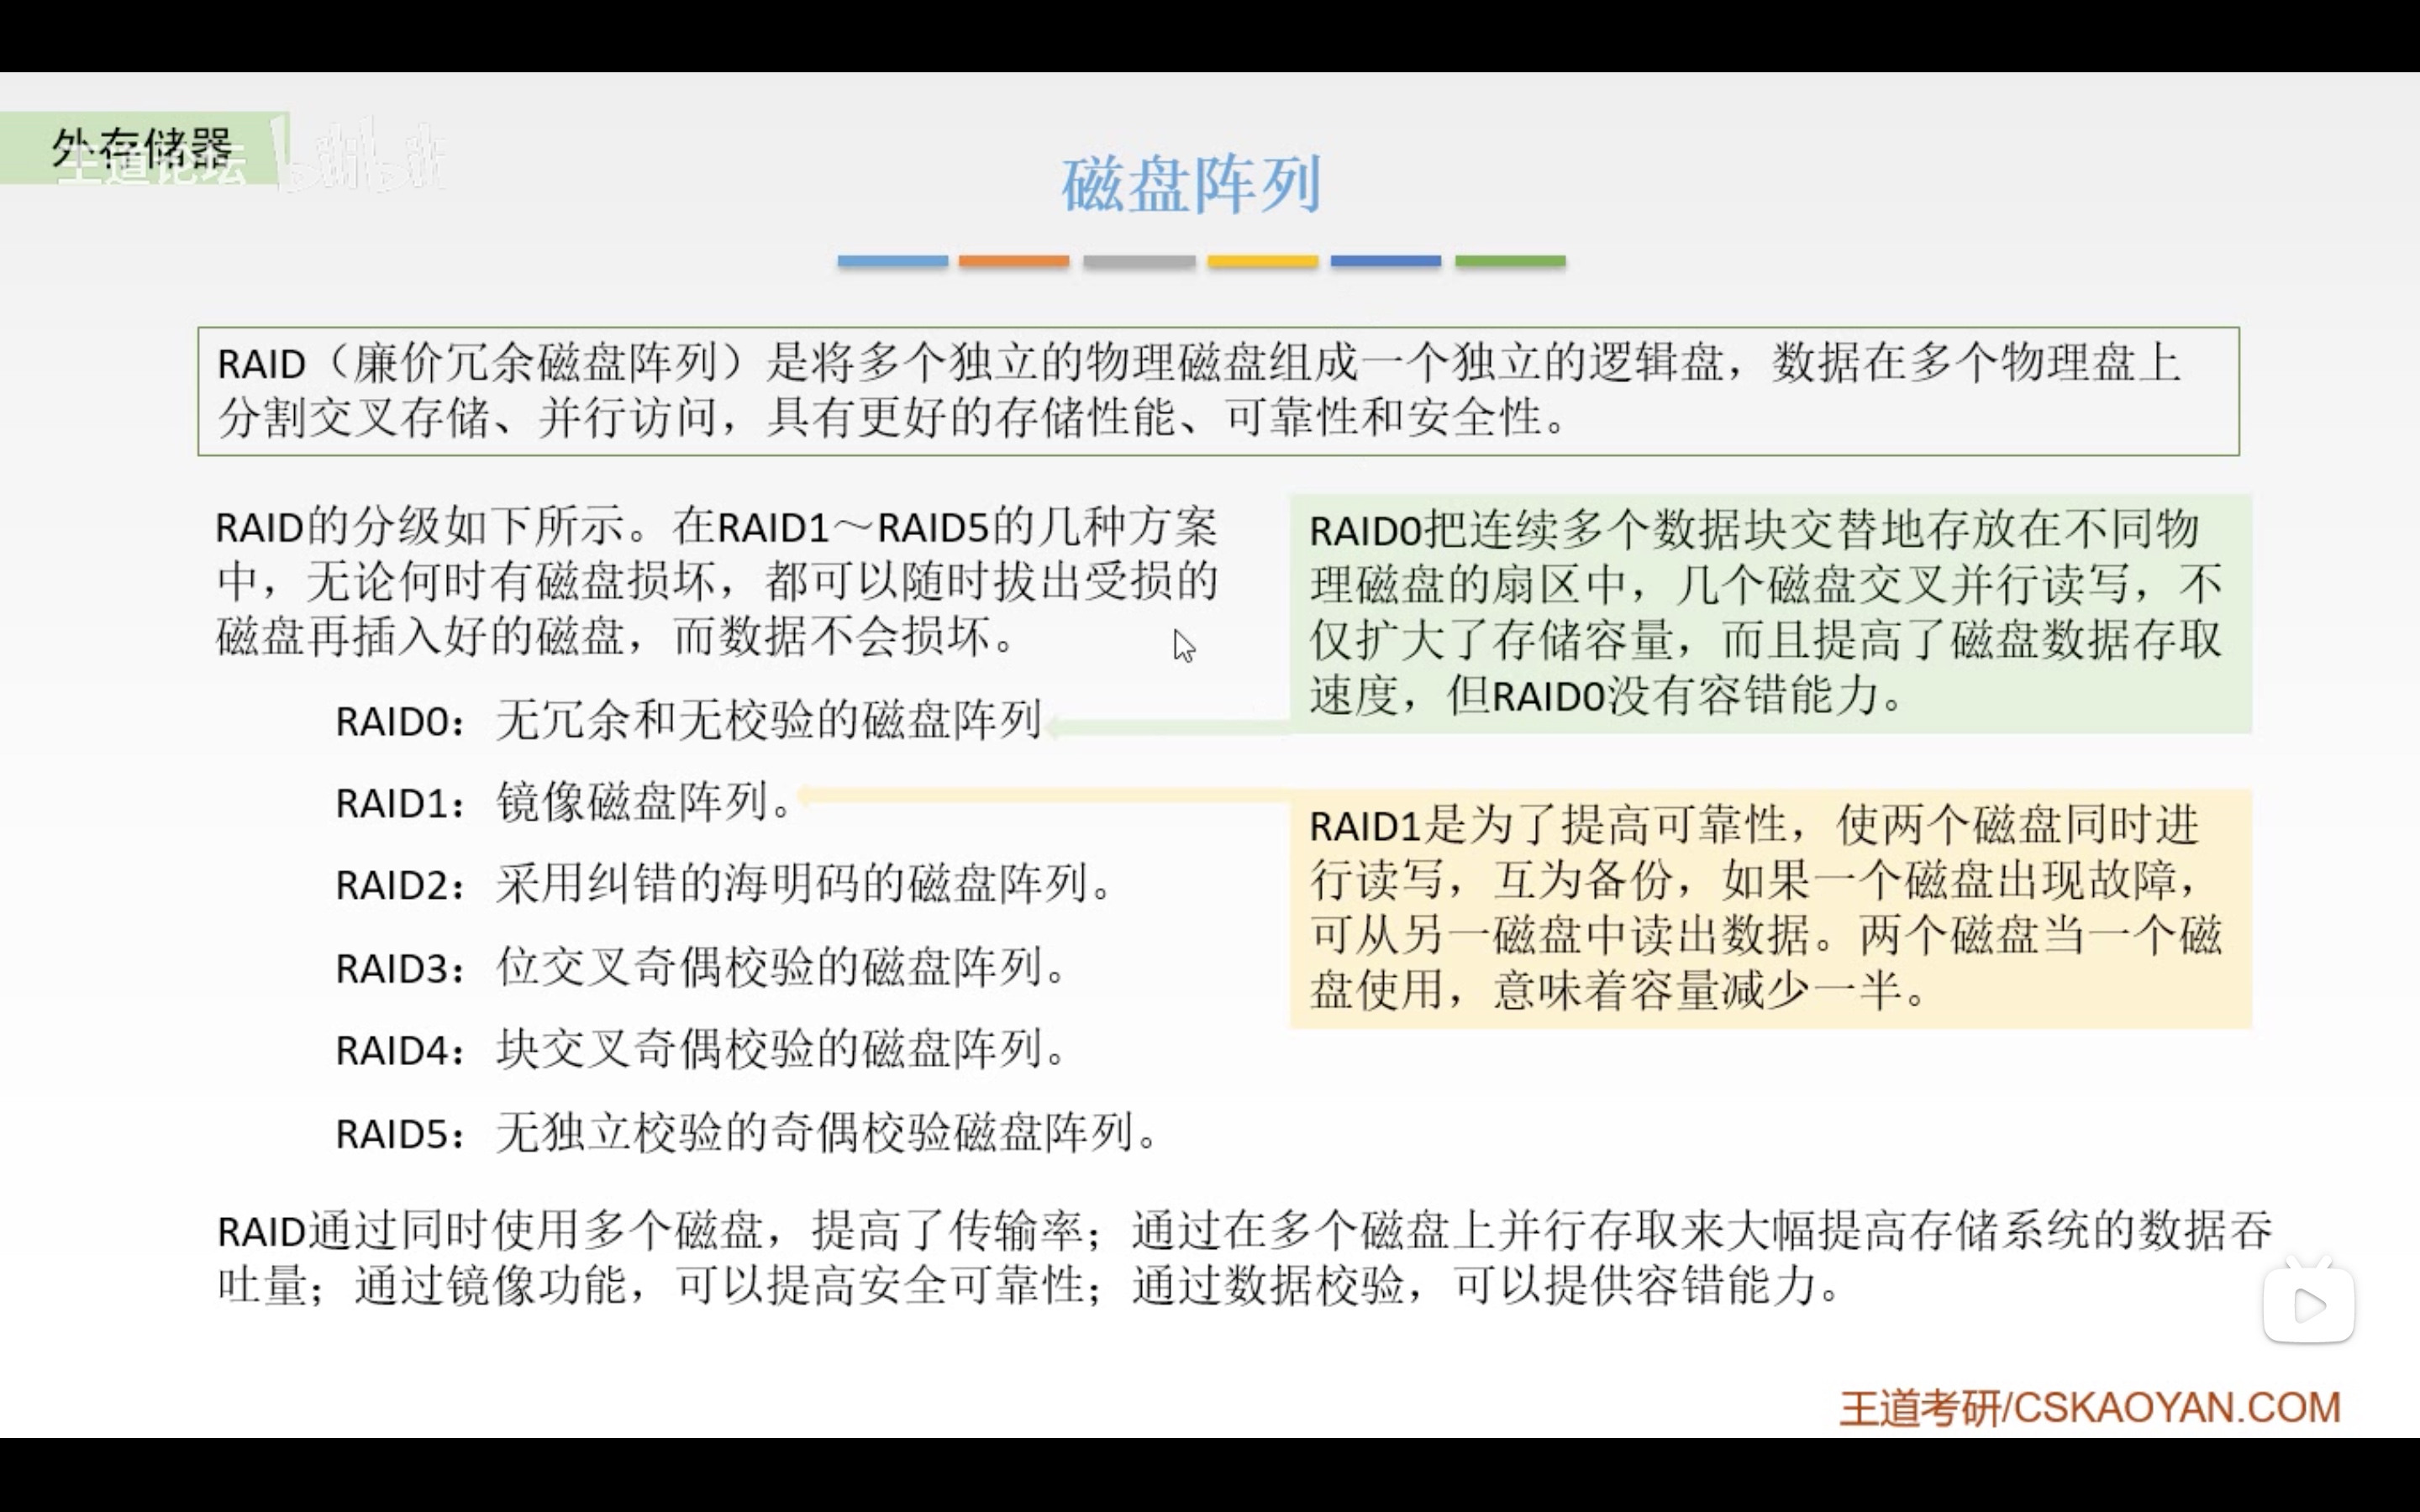 外存储器
王道论坛 bilibili
磁盘阵列
RAID（廉价冗余磁盘阵列）是将多个独立的物理磁盘组成一个独立的逻辑盘，数据在多个物理盘上
分割交叉存储、并行访问，具有更好的存储性能、可靠性和安全性。
RAID的分级如下所示。在RAID1～RAID5的几种方案
中，无论何时有磁盘损坏，都可以随时拔出受损的
磁盘再插入好的磁盘，而数据不会损坏。
RAID0：无冗余和无校验的磁盘阵列
RAID1：镜像磁盘阵列。
RAID2：采用纠错的海明码的磁盘阵列。
RAID3：位交叉奇偶校验的磁盘阵列。
RAID4：块交叉奇偶校验的磁盘阵列。
RAID5：无独立校验的奇偶校验磁盘阵列。
RAID0把连续多个数据块交替地存放在不同物
理磁盘的扇区中，几个磁盘交叉并行读写，不
仅扩大了存储容量，而且提高了磁盘数据存取
速度，但RAID0没有容错能力。
RAID1是为了提高可靠性，使两个磁盘同时进
行读写，互为备份，如果一个磁盘出现故障，
可从另一磁盘中读出数据。两个磁盘当一个磁
盘使用，意味着容量减少一半。
RAID通过同时使用多个磁盘，提高了传输率；通过在多个磁盘上并行存取来大幅提高存储系统的数据吞
吐量；通过镜像功能，可以提高安全可靠性；通过数据校验，可以提供容错能力。
王道考研/CSKAOYAN.COM